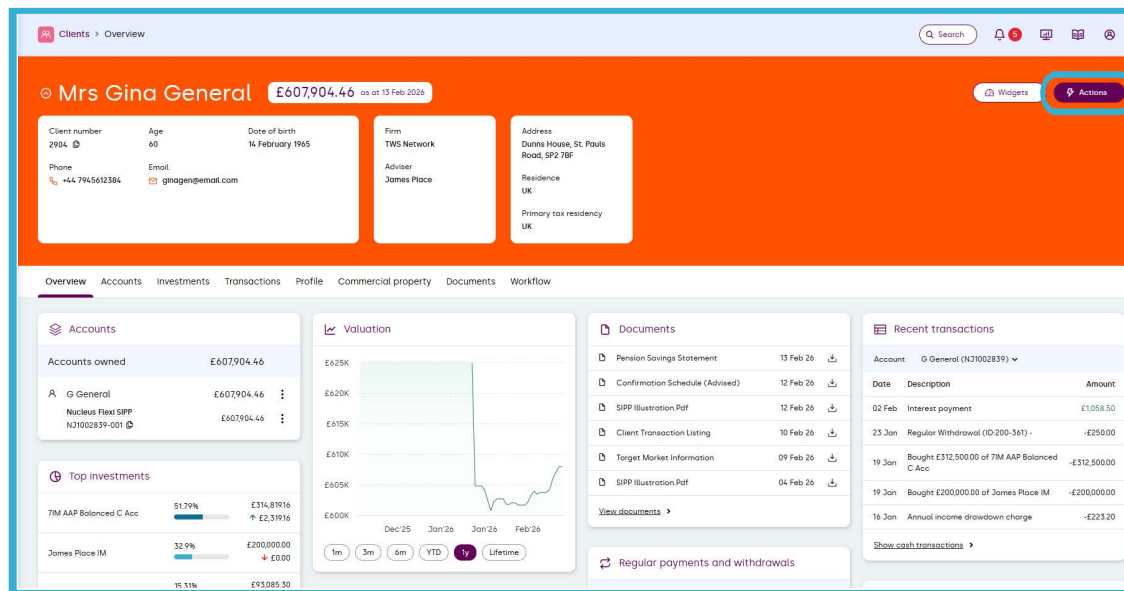 Clients > Overview
Search
5
Mrs Gina General
£607,904.46 as at 13 Feb 2026
Widgets
Actions
Client number
2904
Age
60
Date of birth
14 February 1965
Phone
+44 7945612384
Email
ginagen@email.com
Firm
TWS Network
Adviser
James Place
Address
Dunns House, St. Pauls
Road, SP2 7BF
Residence
UK
Primary tax residency
UK
Overview Accounts Investments Transactions Profile Commercial property Documents Workflow
Accounts
Accounts owned £607,904.46
G General £607,904.46
Nucleus Flexi SIPP
NJ1002839-001 £607,904.46
Top investments
7IM AAP Balanced C Acc 51.79% £314,819.16
↑ £2,319.16
James Place IM 32.9% £200,000.00
↓ £0.00
15.31% £93,085.30
Valuation
£625K
£620K
£615K
£610K
£605K
£600K
Dec'25 Jan'26 Jan'26 Feb'26
1m 3m 6m YTD 1y Lifetime
Documents
Pension Savings Statement 13 Feb 26
Confirmation Schedule (Advised) 12 Feb 26
SIPP Illustration.Pdf 12 Feb 26
Client Transaction Listing 10 Feb 26
Target Market Information 09 Feb 26
SIPP Illustration.Pdf 04 Feb 26
View documents >
Regular payments and withdrawals
Recent transactions
Account G General (NJ1002839)
Date Description Amount
02 Feb Interest payment £1,058.50
23 Jan Regular Withdrawal (ID:200-361) - -£250.00
19 Jan Bought £312,500.00 of 7IM AAP Balanced
C Acc -£312,500.00
19 Jan Bought £200,000.00 of James Place IM -£200,000.00
16 Jan Annual income drawdown charge -£223.20
Show cash transactions >